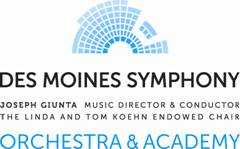 DES MOINES SYMPHONY
JOSEPH GIUNTA MUSIC DIRECTOR & CONDUCTOR
THE LINDA AND TOM KOEHN ENDOWED CHAIR
ORCHESTRA & ACADEMY